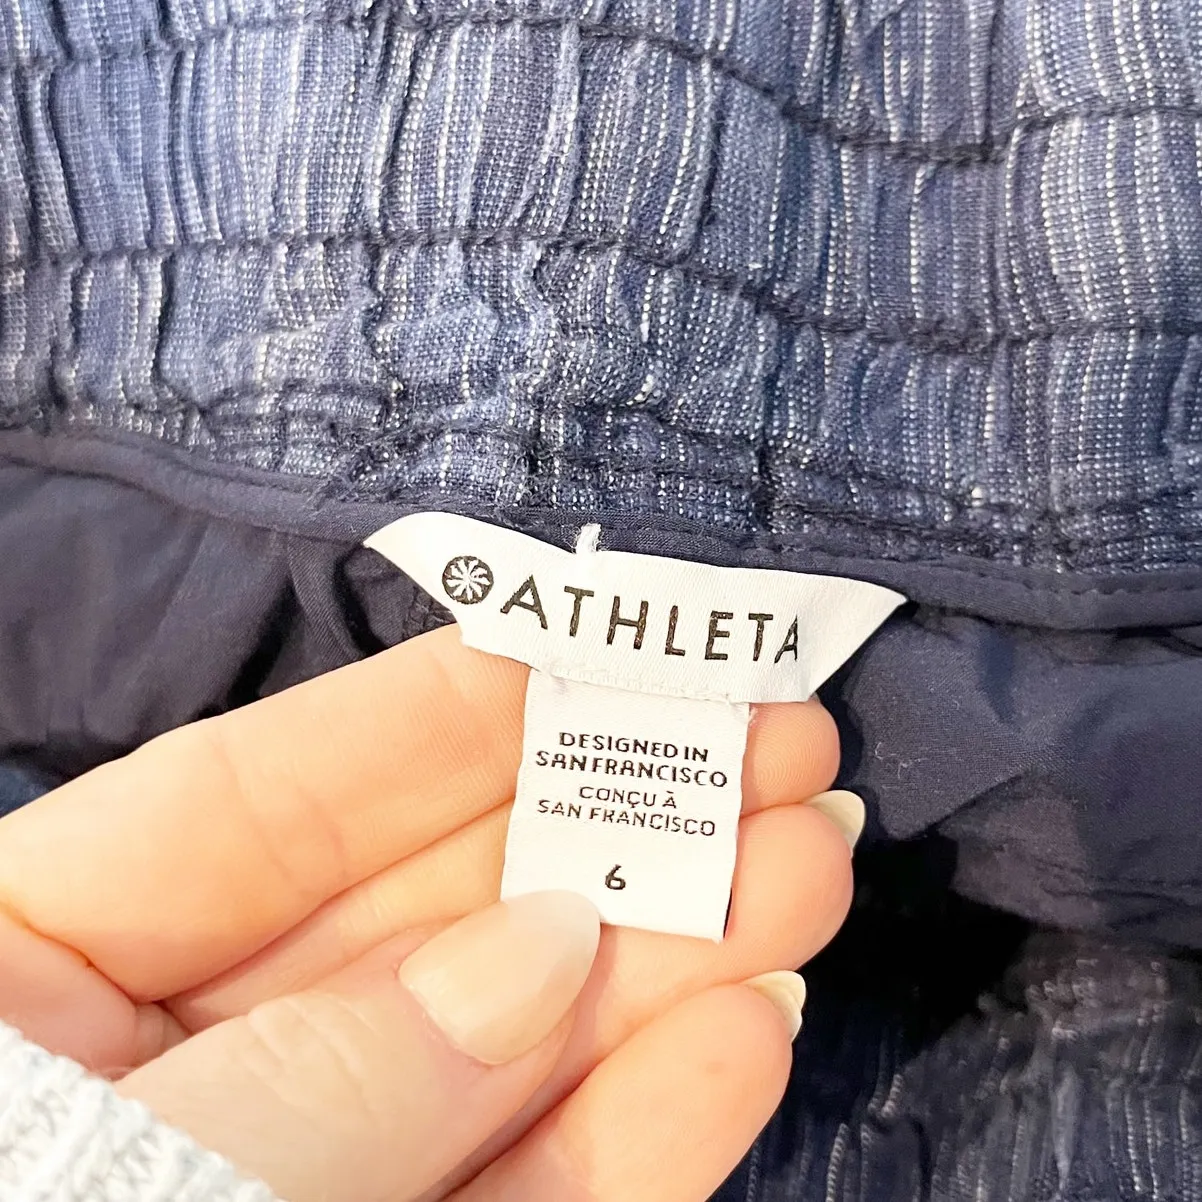 ATHLETA
DESIGNED IN
SAN FRANCISCO
CONÇU À
SAN FRANCISCO
6